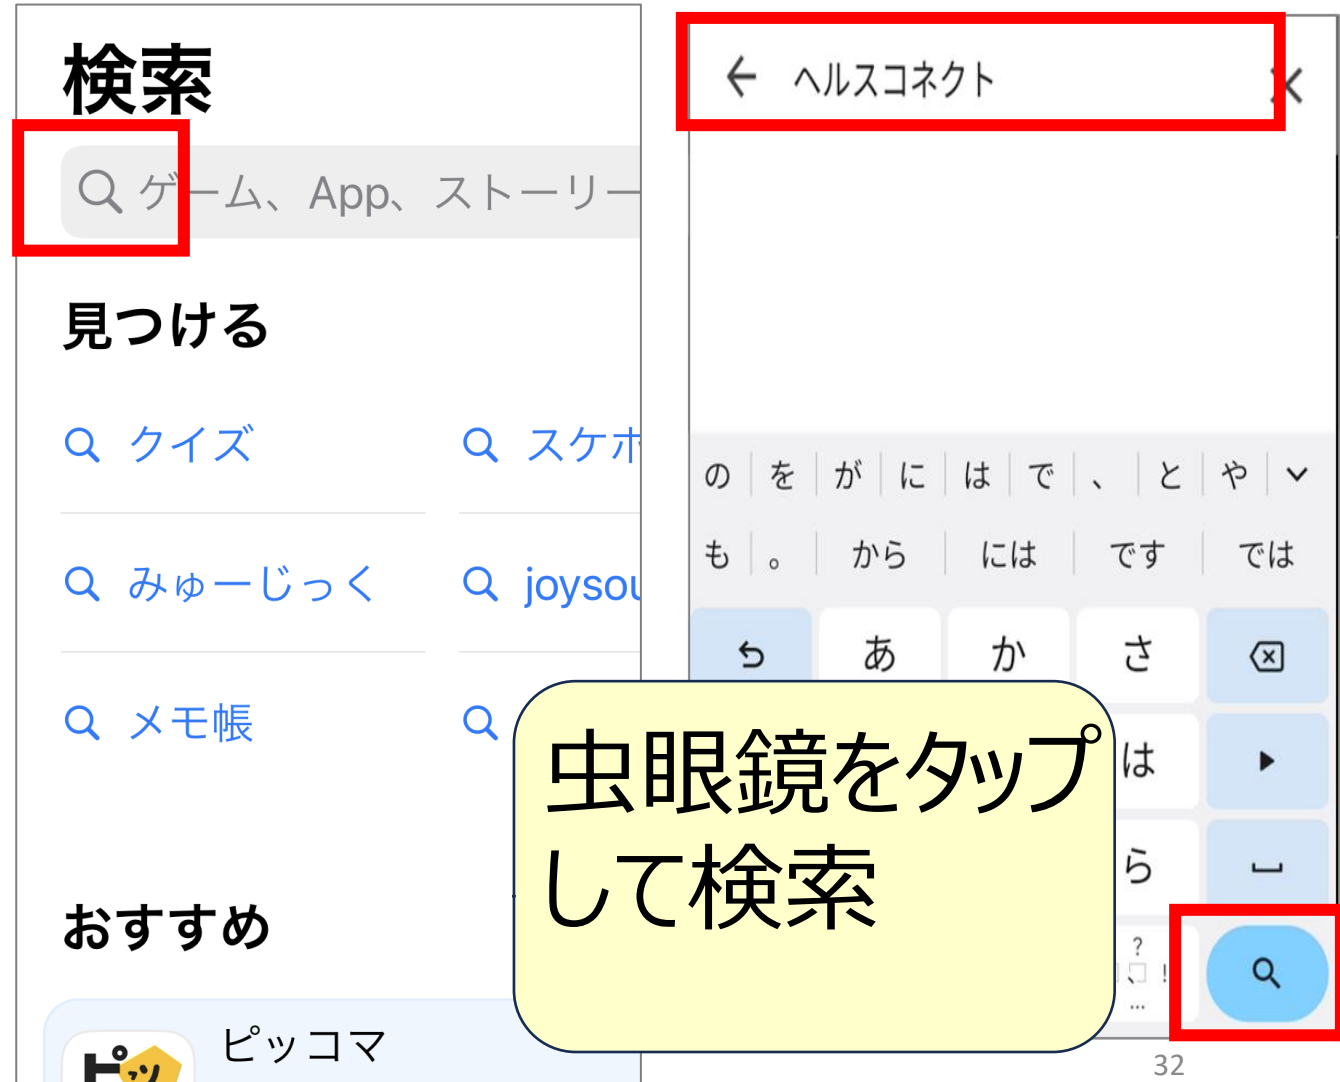 検索
ゲーム、App、ストーリー
見つける
クイズ
スケホ
みゅーじっく
joysou
メモ帳
おすすめ
ピッコマ
ピッ
ヘルスコネクト
の を が に は で 、 と や
も 。 から には です では
あ か さ
は
ら
?
、 !
...
虫眼鏡をタップ
して検索
32